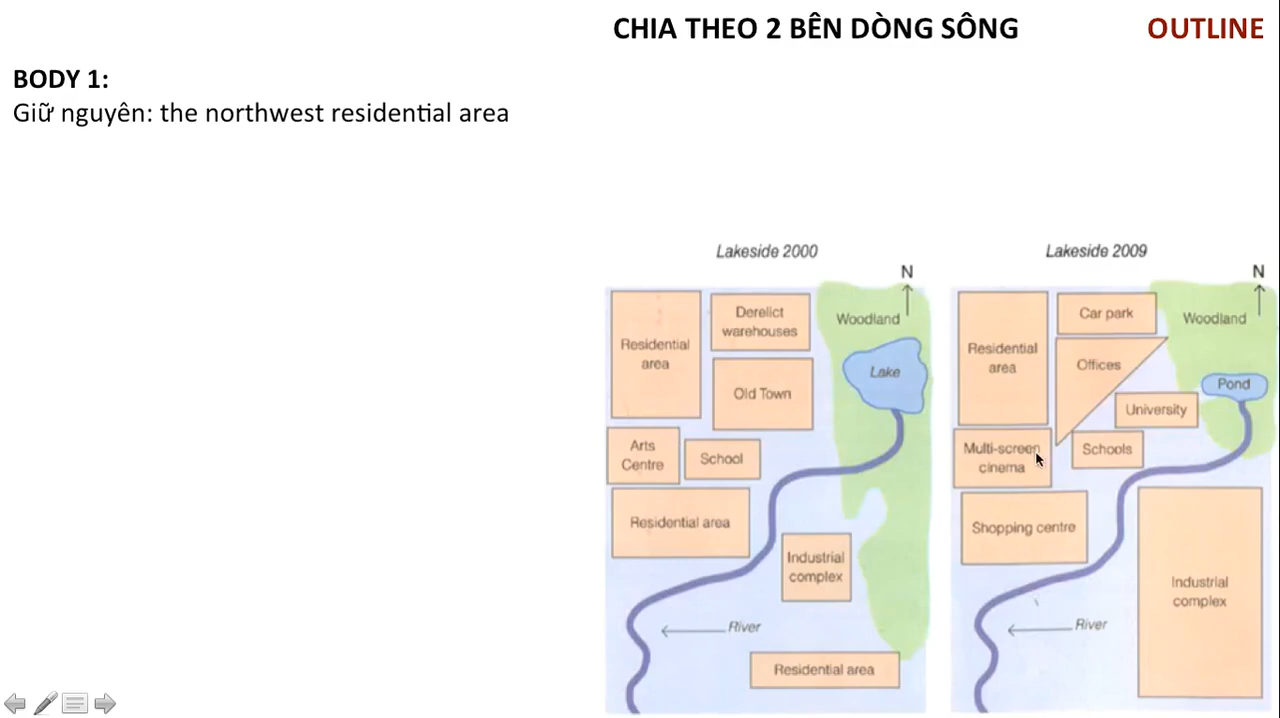 CHIA THEO 2 BÊN DÒNG SÔNG
OUTLINE
BODY 1:
Giữ nguyên: the northwest residential area
Lakeside 2000
N
Residential
area
Derelict
warehouses
Woodland
Lake
Old Town
Arts
Centre
School
Residential area
Industrial
complex
River
Residential area
Lakeside 2009
N
Residential
area
Car park
Woodland
Offices
Pond
University
Multi-screen
cinema
Schools
Shopping centre
Industrial
complex
River